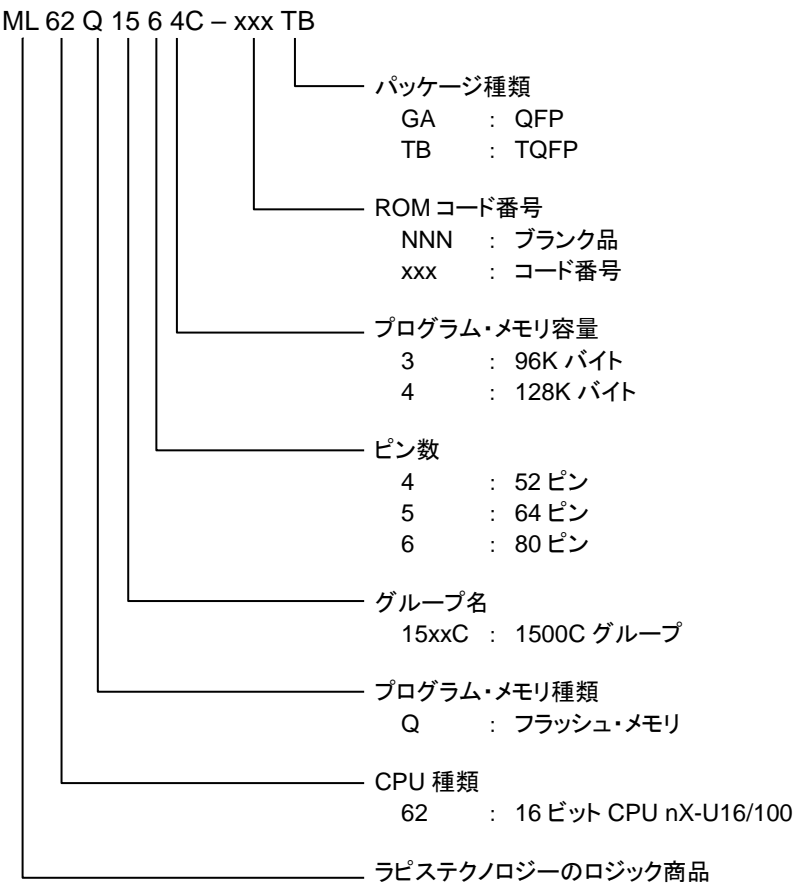 ML 62 Q 15 6 4C – xxx TB
パッケージ種類
GA : QFP
TB : TQFP
ROM コード番号
NNN : ブランク品
xxx : コード番号
プログラム・メモリ容量
3 : 96K バイト
4 : 128K バイト
ピン数
4 : 52 ピン
5 : 64 ピン
6 : 80 ピン
グループ名
15xxC : 1500C グループ
プログラム・メモリ種類
Q : フラッシュ・メモリ
CPU 種類
62 : 16 ビット CPU nX-U16/100
ラピステクノロジーのロジック商品